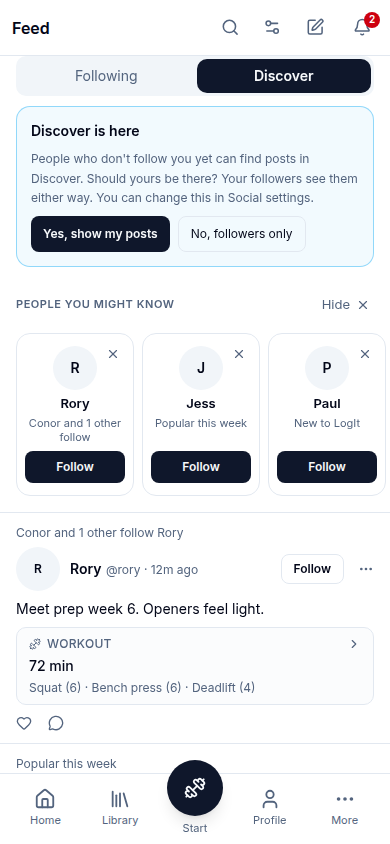 Feed
2
Following
Discover
Discover is here
People who don't follow you yet can find posts in
Discover. Should yours be there? Your followers see them
either way. You can change this in Social settings.
Yes, show my posts
No, followers only
PEOPLE YOU MIGHT KNOW
Hide
R
J
P
Rory
Jess
Paul
Conor and 1 other
follow
Popular this week
New to LogIt
Follow
Follow
Follow
Conor and 1 other follow Rory
R
Rory @rory · 12m ago
Follow
Meet prep week 6. Openers feel light.
WORKOUT
72 min
Squat (6) · Bench press (6) · Deadlift (4)
Popular this week
Home
Library
Start
Profile
More